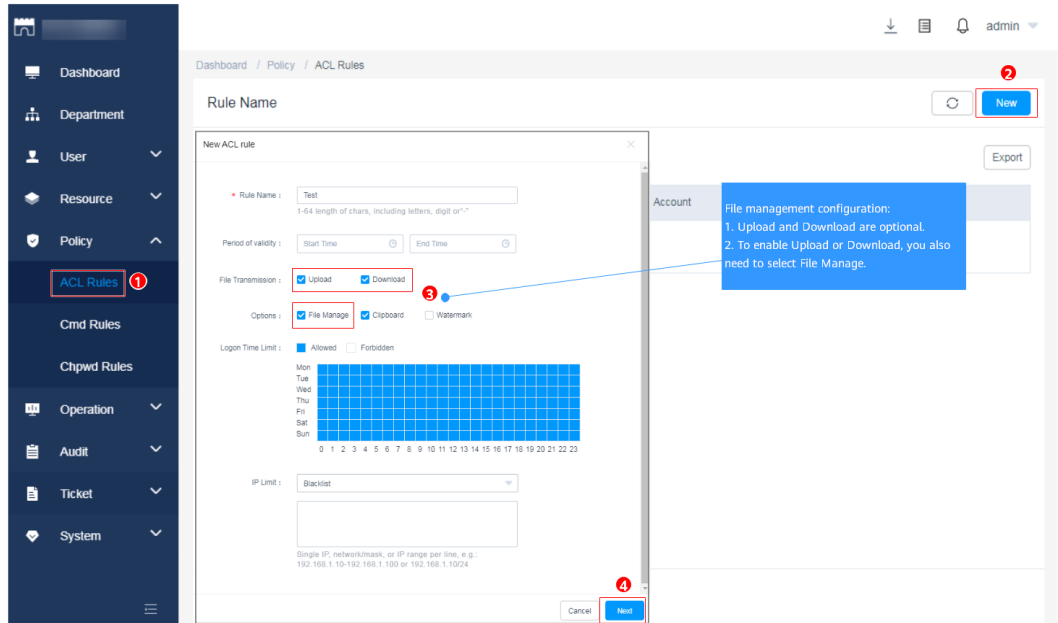 admin
Dashboard
Department
User
Resource
Policy
ACL Rules
1
Cmd Rules
Chpwd Rules
Operation
Audit
Ticket
System
Dashboard / Policy / ACL Rules
2
Rule Name
New
Export
Account
New ACL rule
* Rule Name :
Test
1-64 length of chars, including letters, digit or"-"
Period of validity :
Start Time
End Time
File Transmission :
Upload
Download
3
Options :
File Manage
Clipboard
Watermark
Logon Time Limit :
Allowed
Forbidden
Mon
Tue
Wed
Thu
Fri
Sat
Sun
0 1 2 3 4 5 6 7 8 9 10 11 12 13 14 15 16 17 18 19 20 21 22 23
IP Limit :
Blacklist
Single IP, network/mask, or IP range per line, e.g.:
192.168.1.10-192.168.1.100 or 192.168.1.10/24
4
Cancel
Next
File management configuration:
1. Upload and Download are optional.
2. To enable Upload or Download, you also
need to select File Manage.